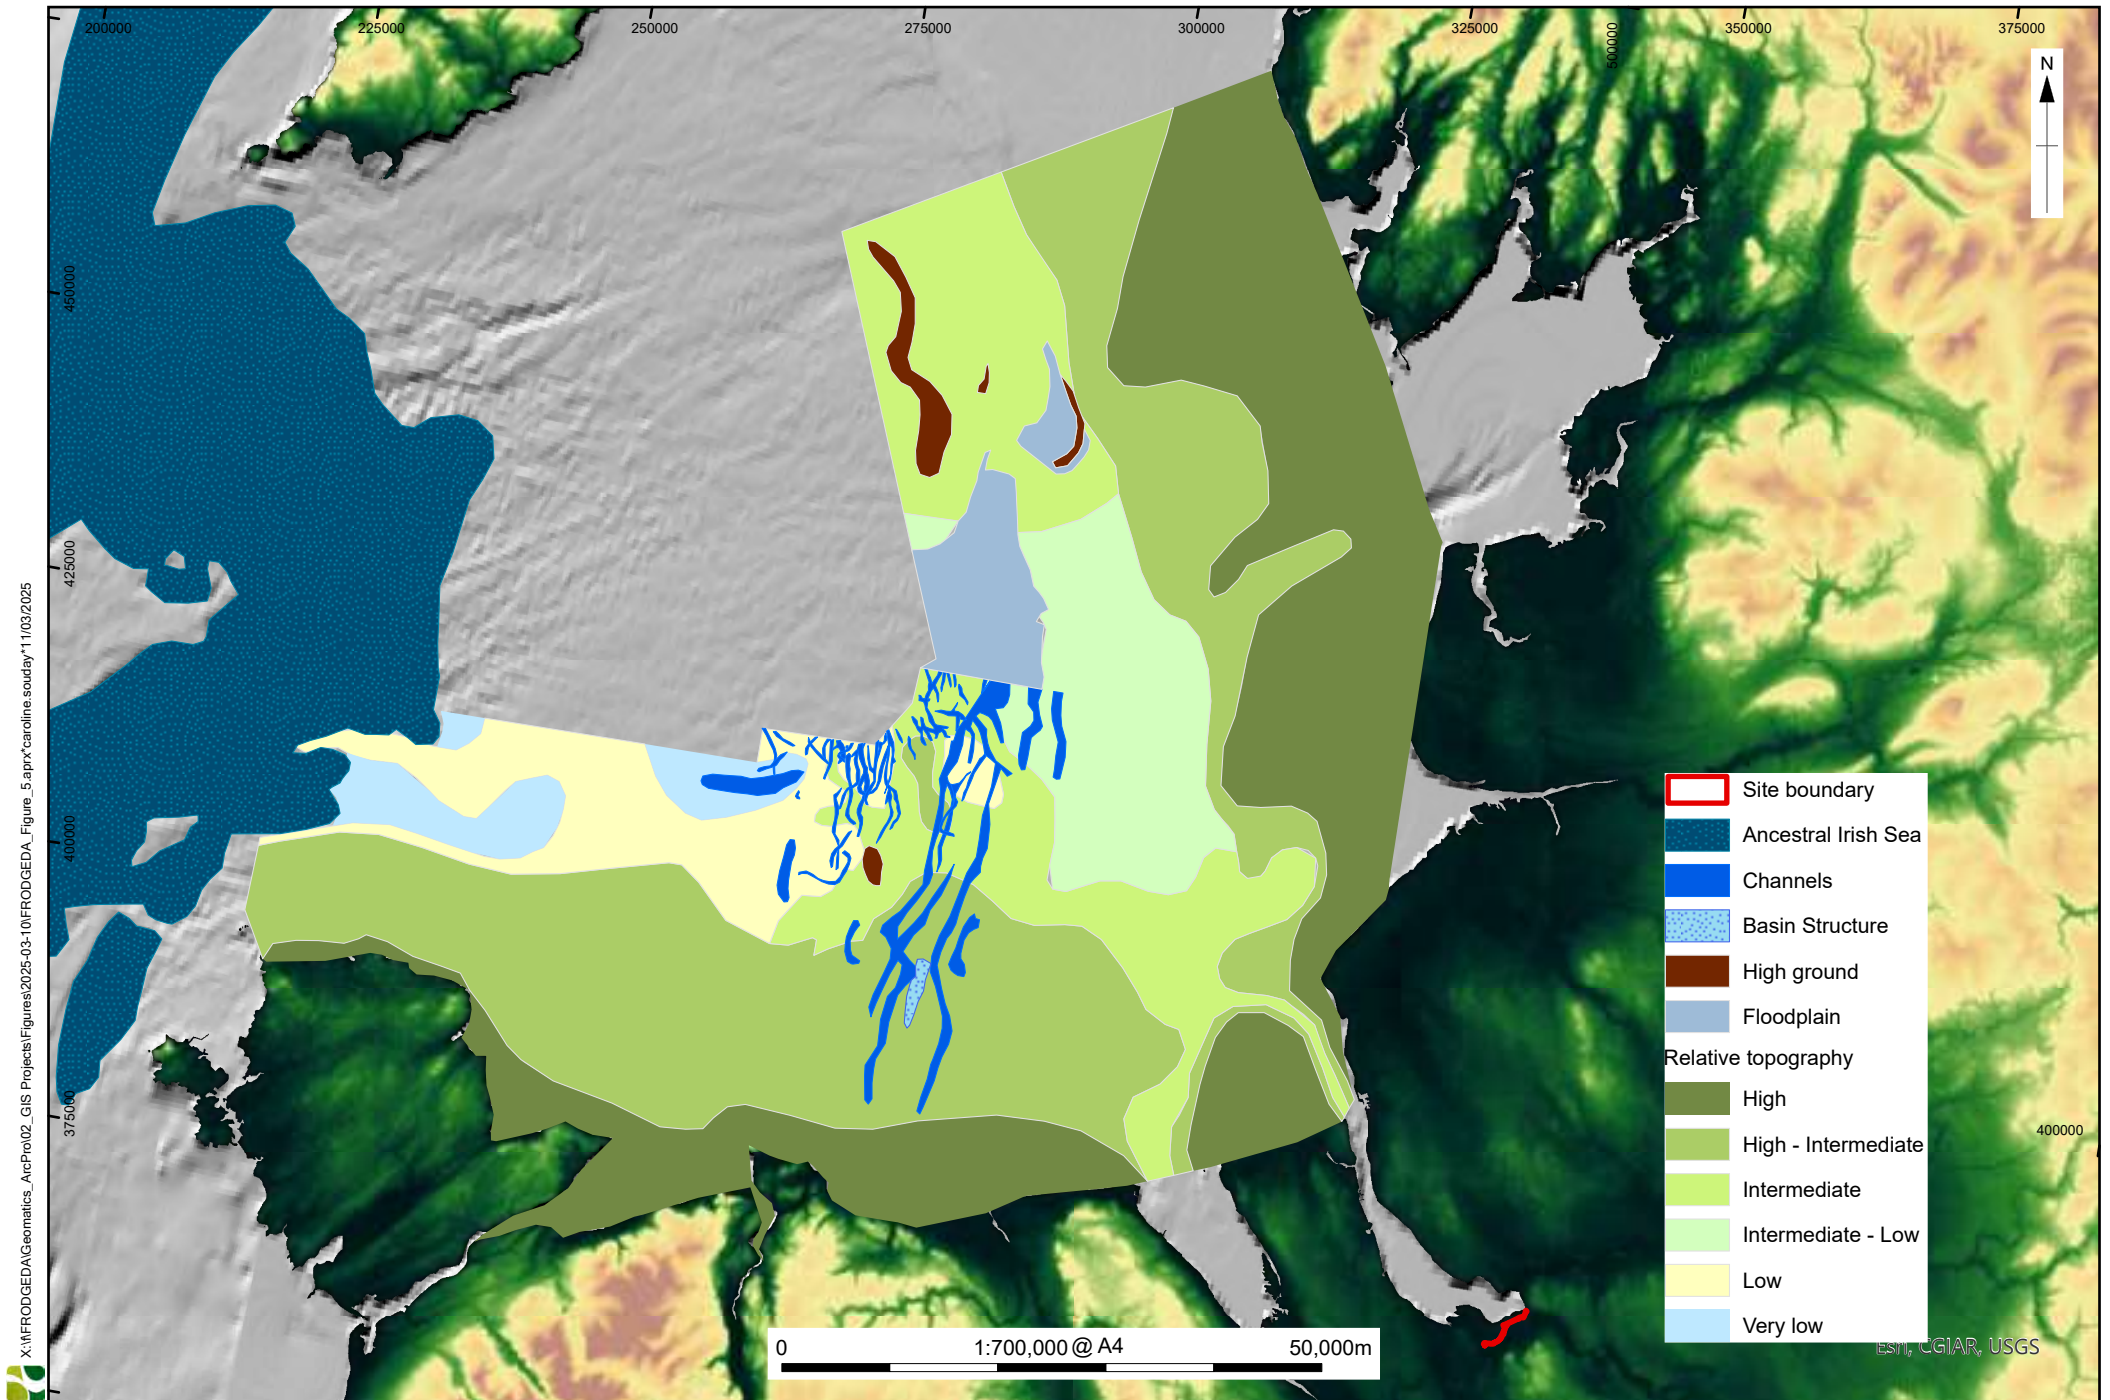 200000
225000
250000
275000
300000
325000
500000
350000
375000
N
450000
425000
400000
375000
400000
X:\fi\FRODGEDA\Geomatics_ArcPro\02_GIS Projects\Figures\2025-03-10\FRODGEDA_Figure_5.aprx*caroline.souday*11/03/2025
Site boundary
Ancestral Irish Sea
Channels
Basin Structure
High ground
Floodplain
Relative topography
High
High - Intermediate
Intermediate
Intermediate - Low
Low
Very low
0 1:700,000 @ A4 50,000m
Esri, CGIAR, USGS